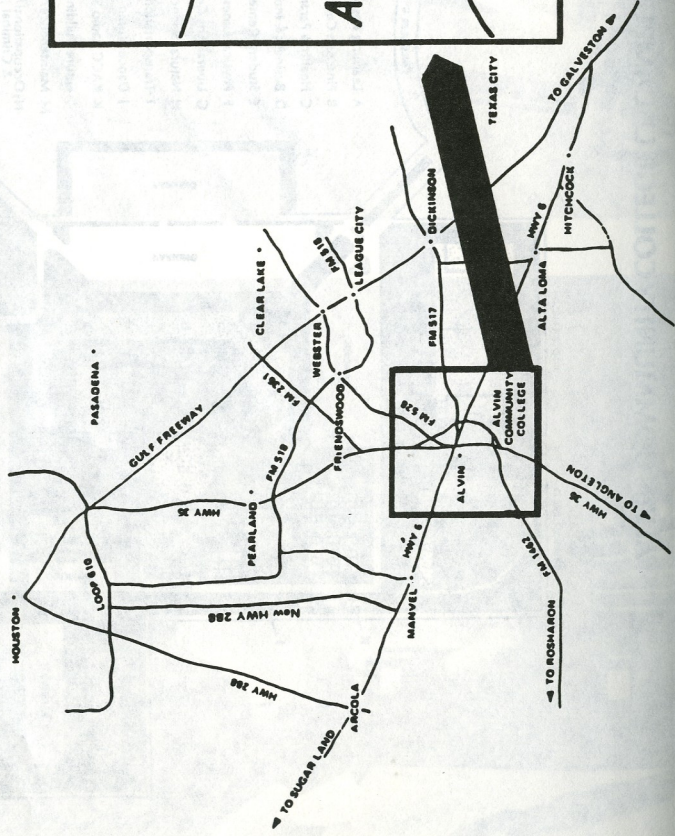 A
TO GALVESTON
TEXAS CITY
HITCHCOCK
HWY 6
ALTA LOMA
DICKINSON
FM 517
FM 518
LEAGUE CITY
CLEAR LAKE
WEBSTER
FM 2351
FRIENDSWOOD
FM 528
ALVIN
COMMUNITY
COLLEGE
ALVIN
PASADENA
GULF FREEWAY
FM 518
HWY 35
PEARLAND
HOUSTON
LOOP 610
New HWY 288
HWY 288
HWY 6
MANVEL
ARCOLA
TO SUGAR LAND
FM 1462
TO ROSHARON
HWY 35
TO ANGLETON